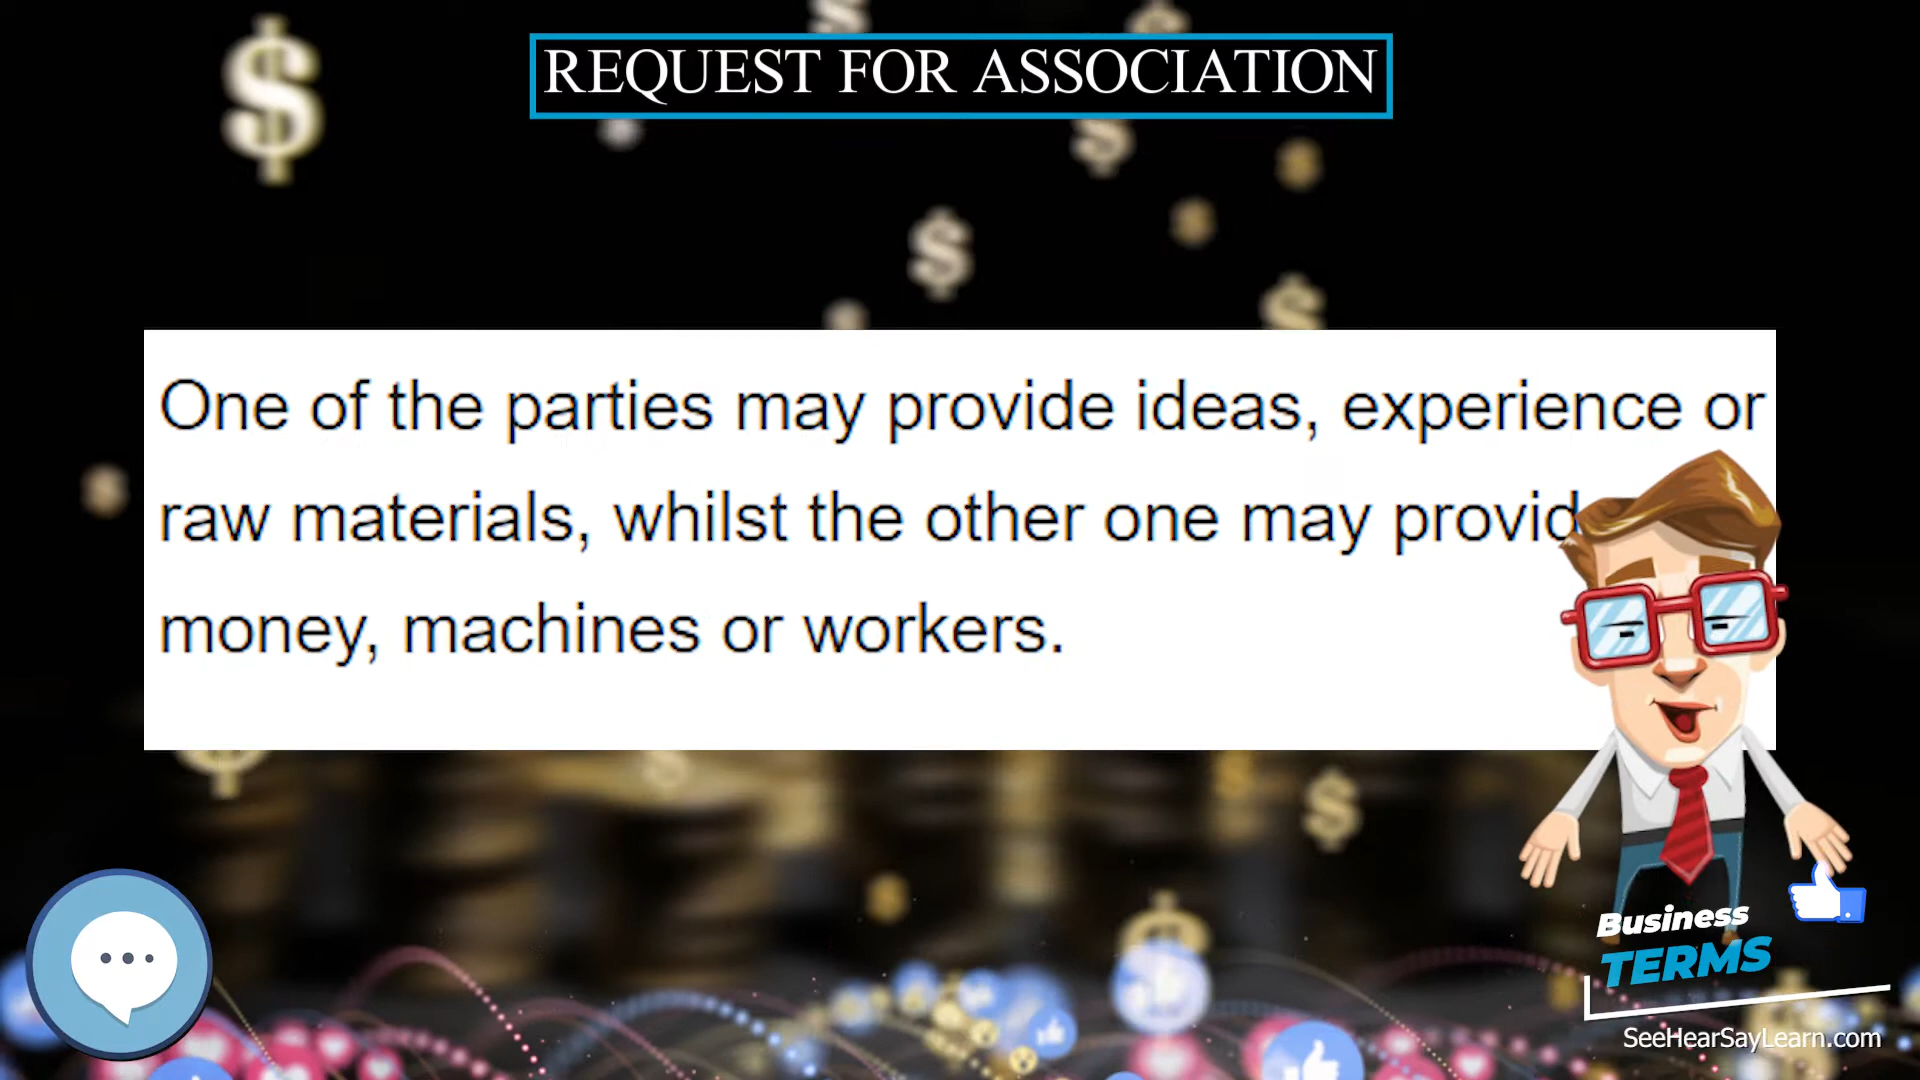 REQUEST FOR ASSOCIATION
One of the parties may provide ideas, experience or
raw materials, whilst the other one may provid
money, machines or workers.
Business
TERMS
SeeHearSayLearn.com